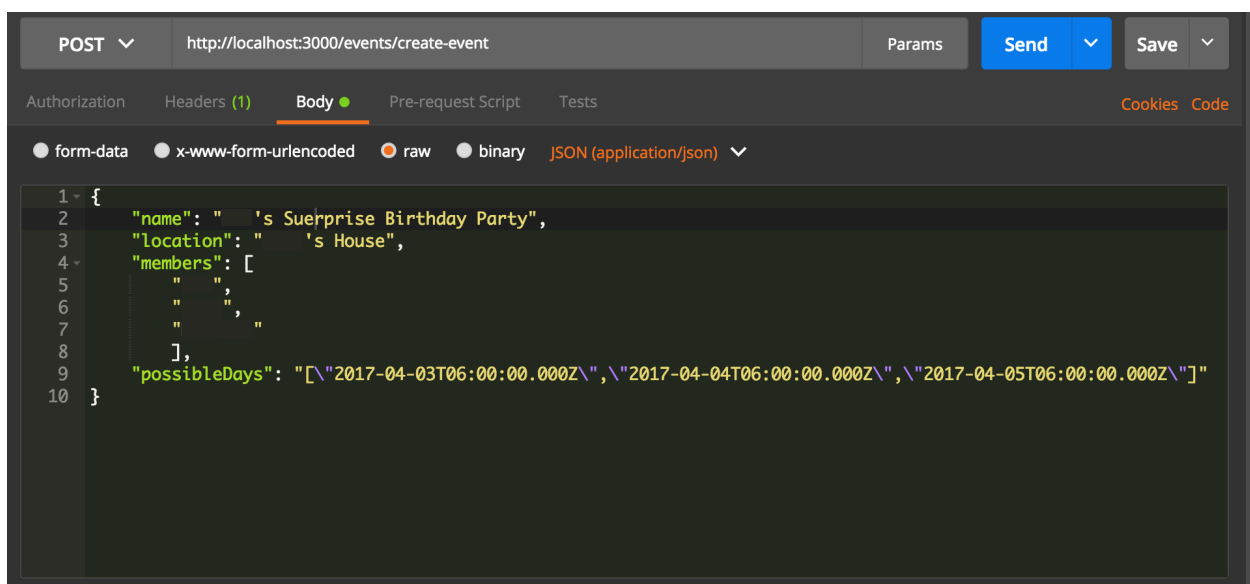 POST http://localhost:3000/events/create-event Params Send Save
Authorization Headers (1) Body Pre-request Script Tests Cookies Code
form-data x-www-form-urlencoded raw binary JSON (application/json)
1 {
2 "name": " 's Suerprise Birthday Party",
3 "location": " 's House",
4 "members": [
5 " ",
6 " ",
7 " "
8 ],
9 "possibleDays": "[\"2017-04-03T06:00:00.000Z\",\"2017-04-04T06:00:00.000Z\",\"2017-04-05T06:00:00.000Z\"]"
10 }